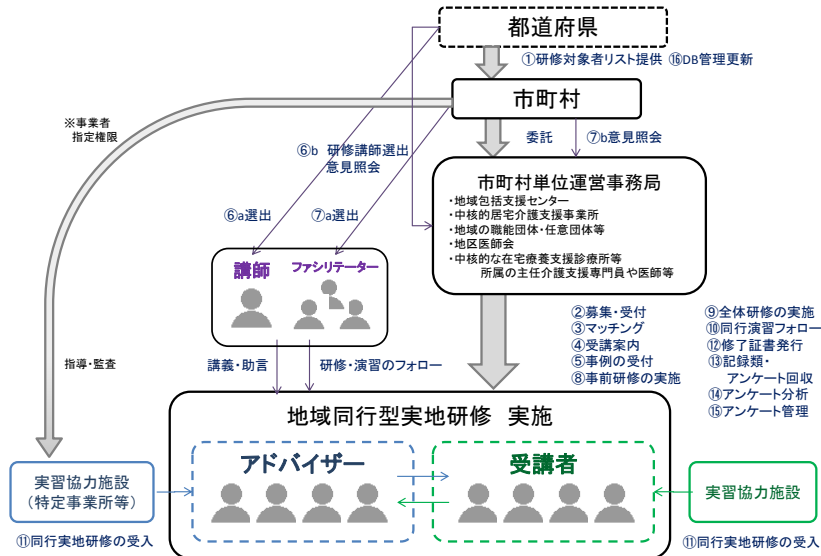 都道府県
①研修対象者リスト提供 ⑯DB管理更新
市町村
※事業者
指定権限
⑥b 研修講師選出
意見照会
委託
⑦b意見照会
市町村単位運営事務局
・地域包括支援センター
・中核的居宅介護支援事業所
・地域の職能団体・任意団体等
・地区医師会
・中核的な在宅療養支援診療所等
所属の主任介護支援専門員や医師等
⑥a選出
⑦a選出
講師
ファシリテーター
指導・監査
講義・助言
研修・演習のフォロー
②募集・受付
③マッチング
④受講案内
⑤事例の受付
⑧事前研修の実施
⑨全体研修の実施
⑩同行演習フォロー
⑫修了証書発行
⑬記録類・
アンケート回収
⑭アンケート分析
⑮アンケート管理
地域同行型実地研修 実施
アドバイザー
受講者
実習協力施設
(特定事業所等)
実習協力施設
⑪同行実地研修の受入
⑪同行実地研修の受入